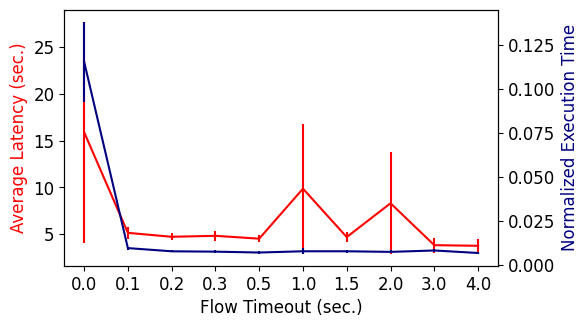 Average Latency (sec.)
25
20
15
10
5
0.0 0.1 0.2 0.3 0.5 1.0 1.5 2.0 3.0 4.0
Flow Timeout (sec.)
0.125
0.100
0.075
0.050
0.025
0.000
Normalized Execution Time